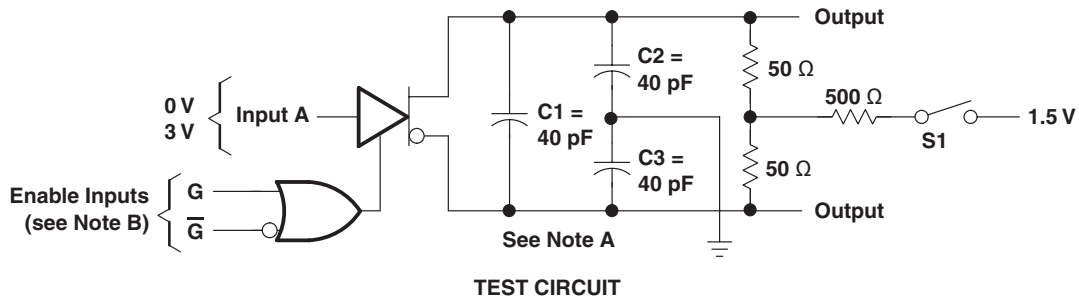 Output
C2 =
40 pF
50 Ω
0 V
3 V
Input A
C1 =
40 pF
500 Ω
1.5 V
S1
C3 =
40 pF
50 Ω
Enable Inputs
(see Note B)
G
G̅
Output
See Note A
TEST CIRCUIT